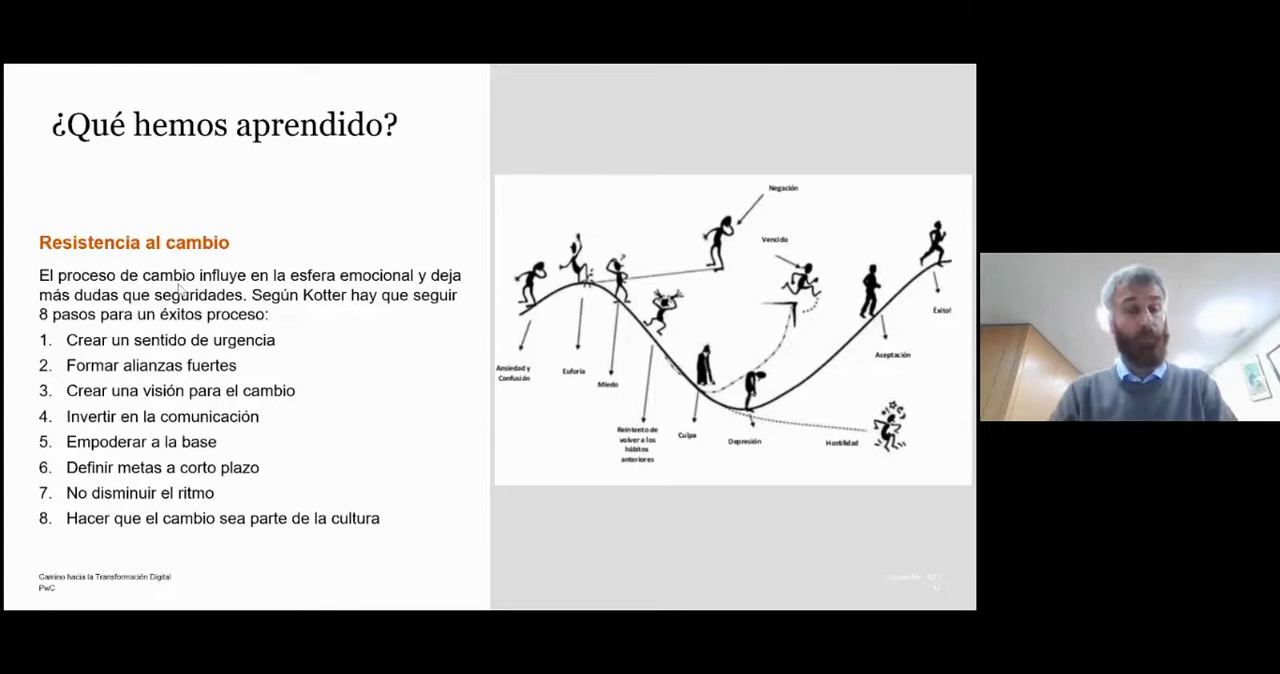 ¿Qué hemos aprendido?
Resistencia al cambio
El proceso de cambio influye en la esfera emocional y deja
más dudas que seguridades. Según Kotter hay que seguir
8 pasos para un éxitos proceso:
1. Crear un sentido de urgencia
2. Formar alianzas fuertes
3. Crear una visión para el cambio
4. Invertir en la comunicación
5. Empoderar a la base
6. Definir metas a corto plazo
7. No disminuir el ritmo
8. Hacer que el cambio sea parte de la cultura
Camino hacia la Transformación Digital
PwC
Negación
Vencido
Éxito!
Aceptación
Ansiedad y
Confusión
Euforia
Miedo
Reintento de
volver a los
hábitos
anteriores
Culpa
Depresión
Hostilidad